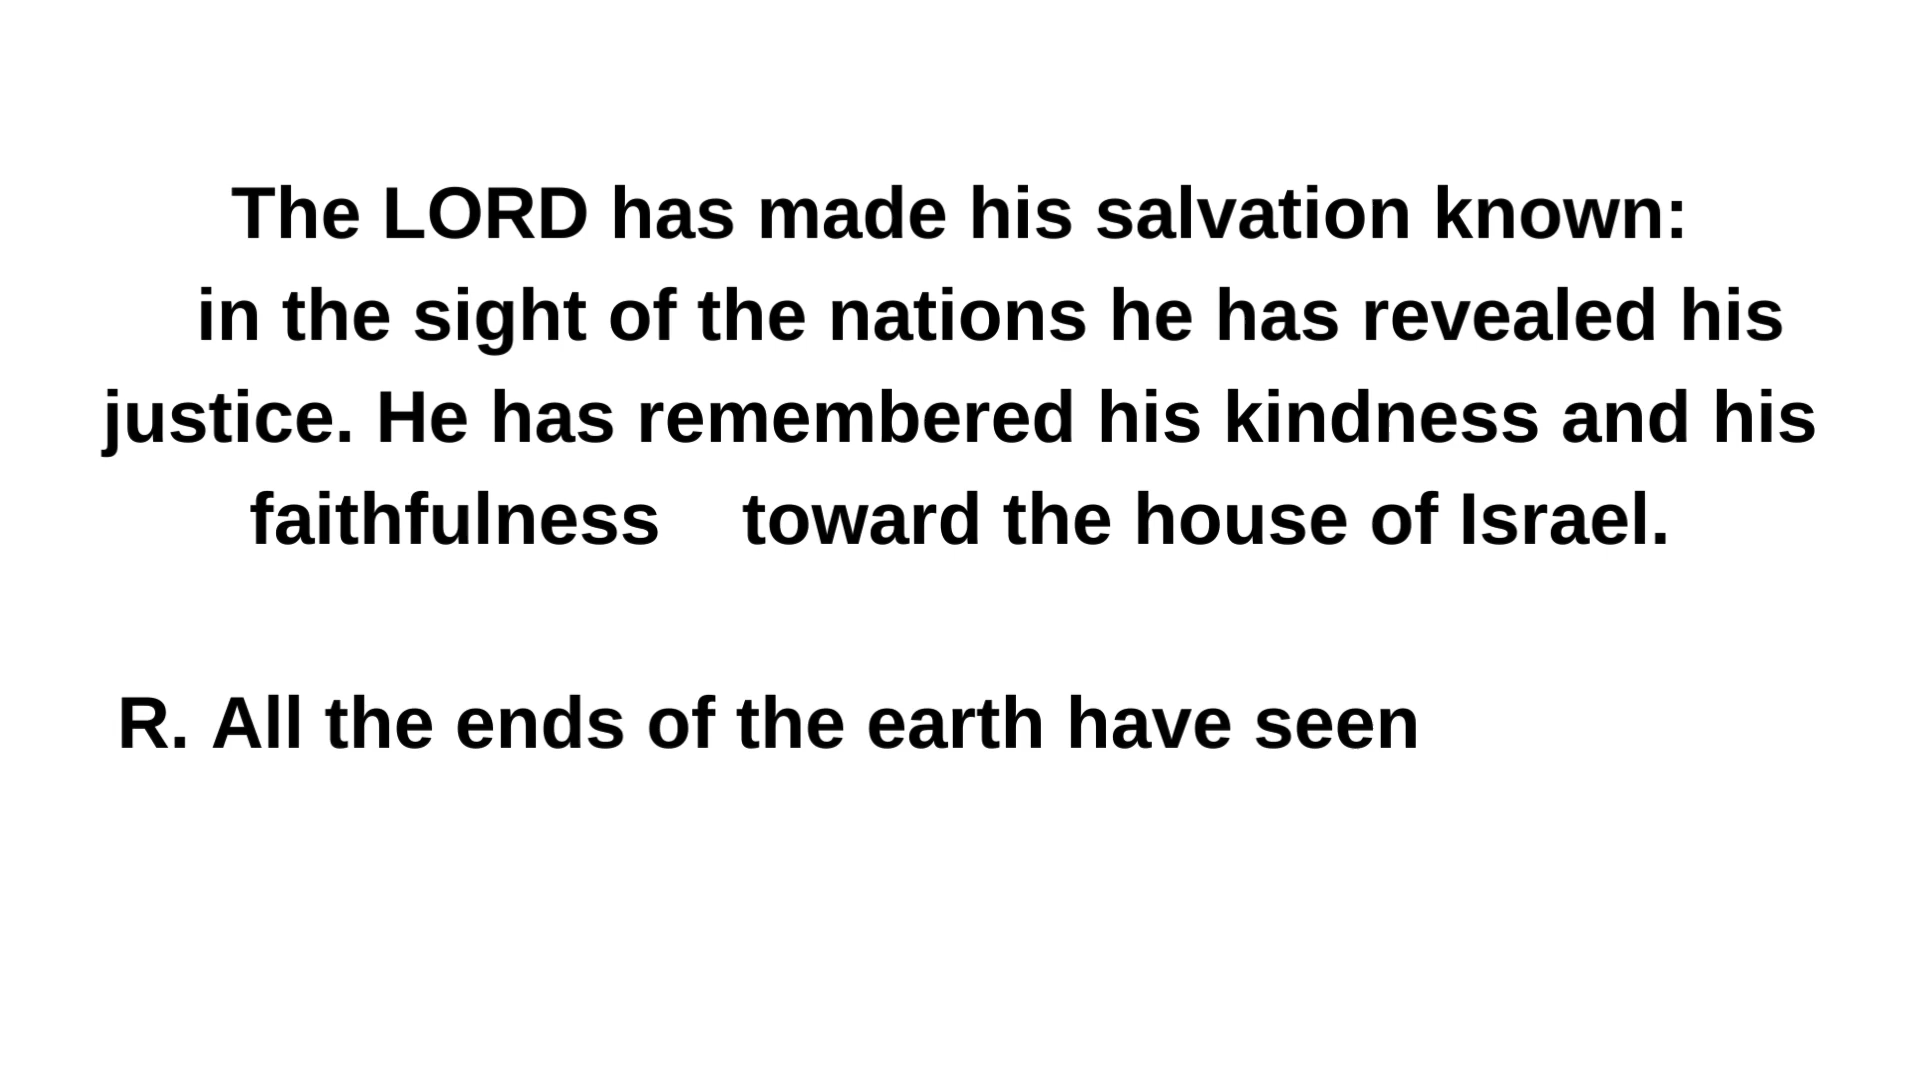 The LORD has made his salvation known:
in the sight of the nations he has revealed his
justice. He has remembered his kindness and his
faithfulness    toward the house of Israel.
R. All the ends of the earth have seen